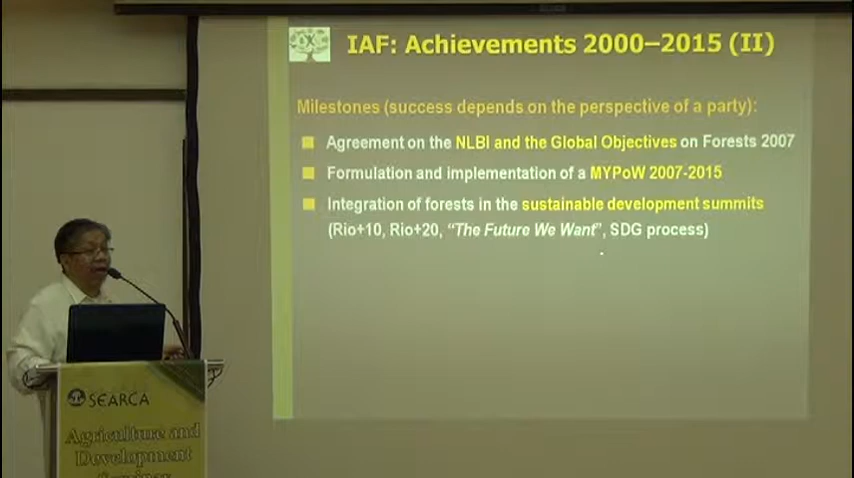 IAF: Achievements 2000–2015 (II)
Milestones (success depends on the perspective of a party):
Agreement on the NLBI and the Global Objectives on Forests 2007
Formulation and implementation of a MYPoW 2007-2015
Integration of forests in the sustainable development summits
(Rio+10, Rio+20, “The Future We Want”, SDG process)
SEARCA
Agriculture and
Development
Seminar